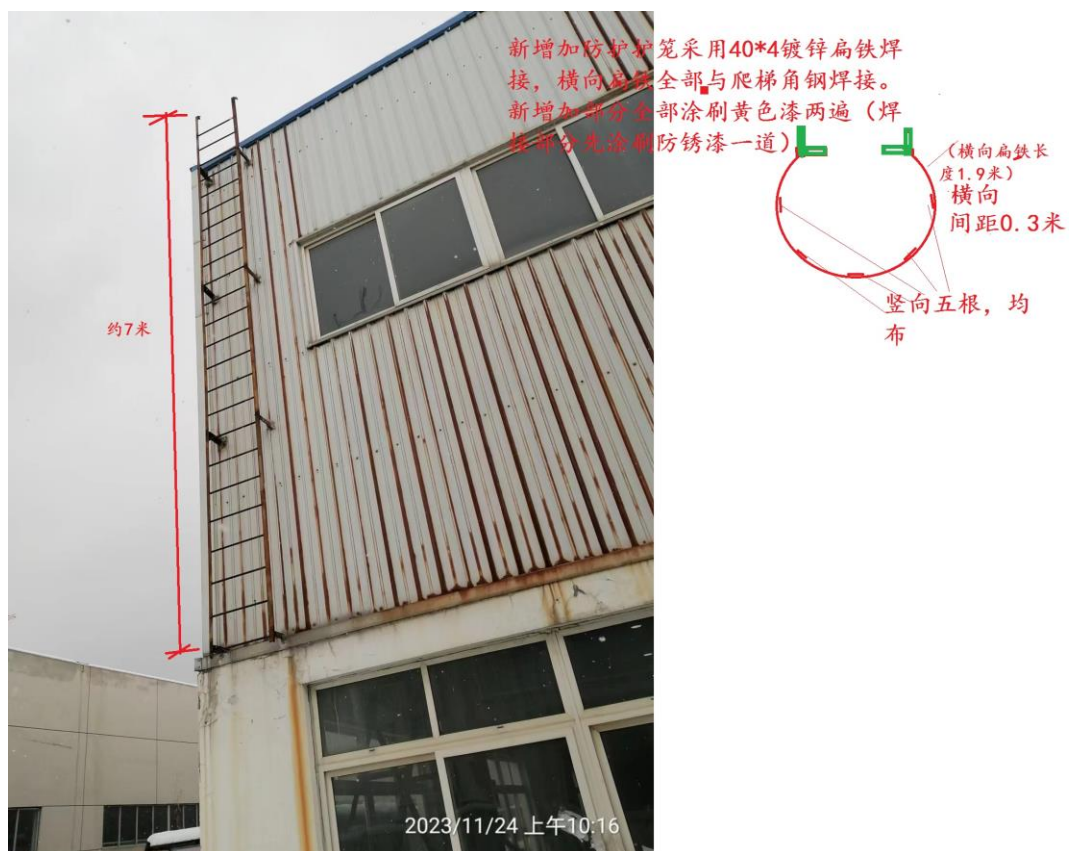 新增加防护护笼采用40*4镀锌扁铁焊
接，横向扁铁全部与爬梯角钢焊接。
新增加部分全部涂刷黄色漆两遍（焊
接部分先涂刷防锈漆一道）
（横向扁铁长
度1.9米）
横向
间距0.3米
竖向五根，均
布
约7米
2023/11/24 上午10:16